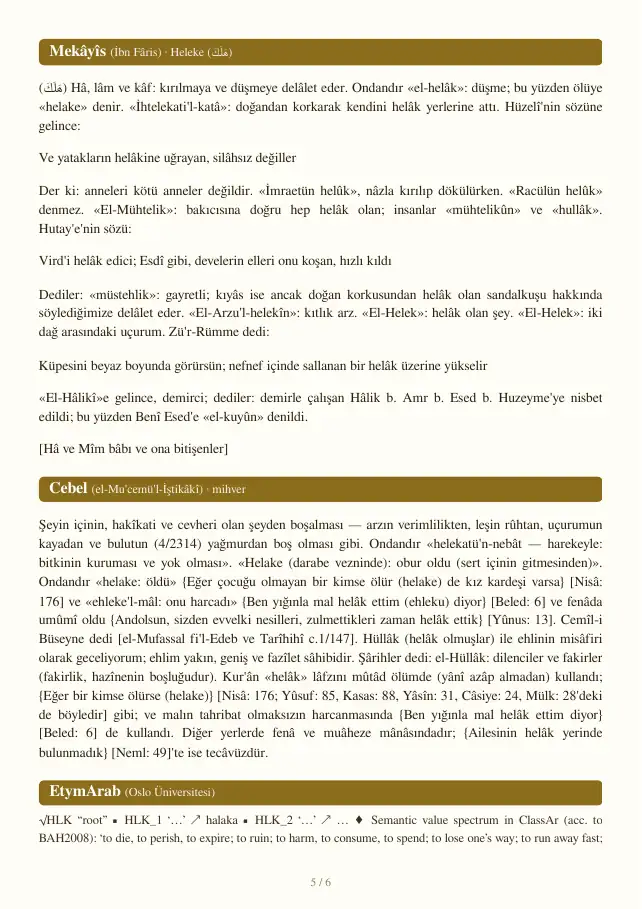 Mekâyîs (İbn Fâris) · Heleke (هَلَكَ)
(هَلَكَ) Hâ, lâm ve kâf: kırılmaya ve düşmeye delâlet eder. Ondandır «el-helâk»: düşme; bu yüzden ölüye
«helake» denir. «İhtelekati'l-katâ»: doğandan korkarak kendini helâk yerlerine attı. Hüzelî'nin sözüne
gelince:
Ve yatakların helâkine uğrayan, silâhsız değiller
Der ki: anneleri kötü anneler değildir. «İmraetün helûk», nâzla kırılıp dökülürken. «Racülün helûk»
denmez. «El-Mühtelik»: bakıcısına doğru hep helâk olan; insanlar «mühtelikûn» ve «hullâk».
Hutay'e'nin sözü:
Vird'i helâk edici; Esdî gibi, develerin elleri onu koşan, hızlı kıldı
Dediler: «müstehlik»: gayretli; kıyâs ise ancak doğan korkusundan helâk olan sandalkuşu hakkında
söylediğimize delâlet eder. «El-Arzu'l-helekîn»: kıtlık arz. «El-Helek»: helâk olan şey. «El-Helek»: iki
dağ arasındaki uçurum. Zü'r-Rümme dedi:
Küpesini beyaz boyunda görürsün; nefnef içinde sallanan bir helâk üzerine yükselir
«El-Hâlikî»e gelince, demirci; dediler: demirle çalışan Hâlik b. Amr b. Esed b. Huzeyme'ye nisbet
edildi; bu yüzden Benî Esed'e «el-kuyûn» denildi.
[Hâ ve Mîm bâbı ve ona bitişenler]
Cebel (el-Mu'cemü'l-İştikâkî) · mihver
Şeyin içinin, hakîkati ve cevheri olan şeyden boşalması — arzın verimlilikten, leşin rûhtan, uçurumun
kayadan ve bulutun (4/2314) yağmurdan boş olması gibi. Ondandır «helekatü'n-nebât — harekeyle:
bitkinin kuruması ve yok olması». «Helake (darabe vezninde): obur oldu (sert içinin gitmesinden)».
Ondandır «helake: öldü» {Eğer çocuğu olmayan bir kimse ölür (helake) de kız kardeşi varsa} [Nisâ:
176] ve «ehleke'l-mâl: onu harcadı» {Ben yığınla mal helâk ettim (ehleku) diyor} [Beled: 6] ve fenâda
umûmî oldu {Andolsun, sizden evvelki nesilleri, zulmettikleri zaman helâk ettik} [Yûnus: 13]. Cemîl-i
Büseyne dedi [el-Mufassal fi'l-Edeb ve Tarîhihî c.1/147]. Hüllâk (helâk olmuşlar) ile ehlinin misâfiri
olarak geceliyorum; ehlim yakın, geniş ve fazîlet sâhibidir. Şârihler dedi: el-Hüllâk: dilenciler ve fakirler
(fakirlik, hazînenin boşluğudur). Kur'ân «helâk» lâfzını mûtâd ölümde (yânî azâp almadan) kullandı;
{Eğer bir kimse ölürse (helake)} [Nisâ: 176; Yûsuf: 85, Kasas: 88, Yâsîn: 31, Câsiye: 24, Mülk: 28'deki
de böyledir] gibi; ve malın tahribat olmaksızın harcanmasında {Ben yığınla mal helâk ettim diyor}
[Beled: 6] de kullandı. Diğer yerlerde fenâ ve muâheze mânâsındadır; {Ailesinin helâk yerinde
bulunmadık} [Neml: 49]'te ise tecâvüzdür.
EtymArab (Oslo Üniversitesi)
√HLK “root” ▪ HLK_1 ‘…’ ↗ halaka ▪ HLK_2 ‘…’ ↗ … ♦ Semantic value spectrum in ClassAr (acc. to
BAH2008): ‘to die, to perish, to expire; to ruin; to harm, to consume, to spend; to lose one’s way; to run away fast;
5 / 6